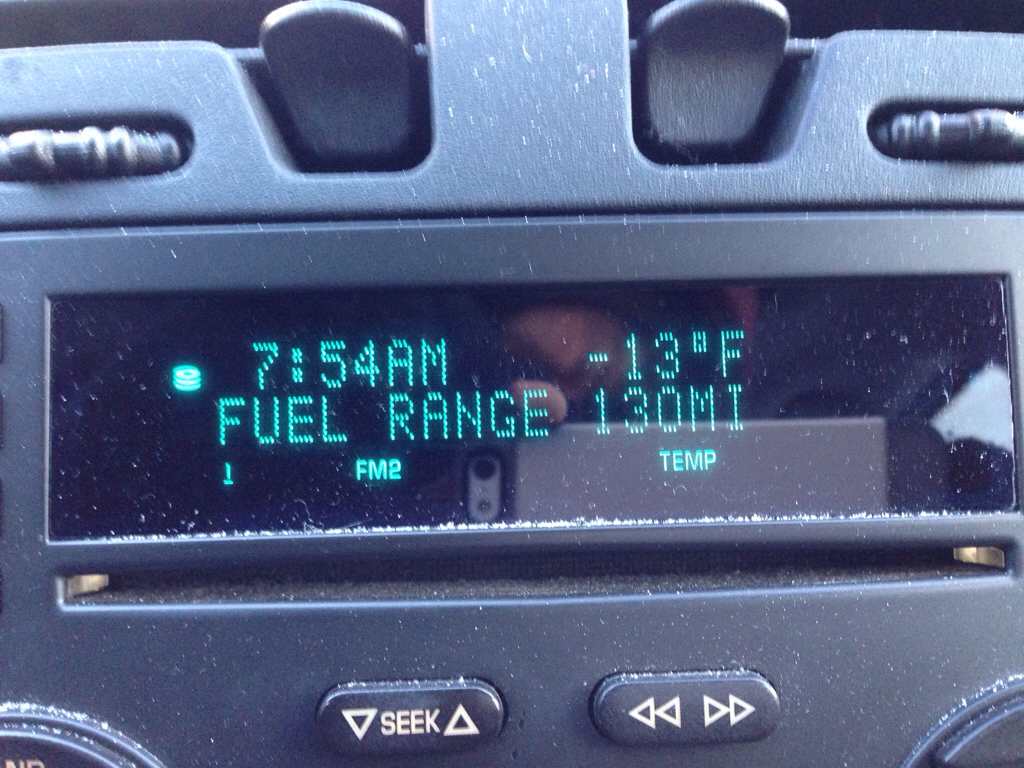 7:54AM -13°F
FUEL RANGE 130MI
1 FM2 TEMP
SEEK